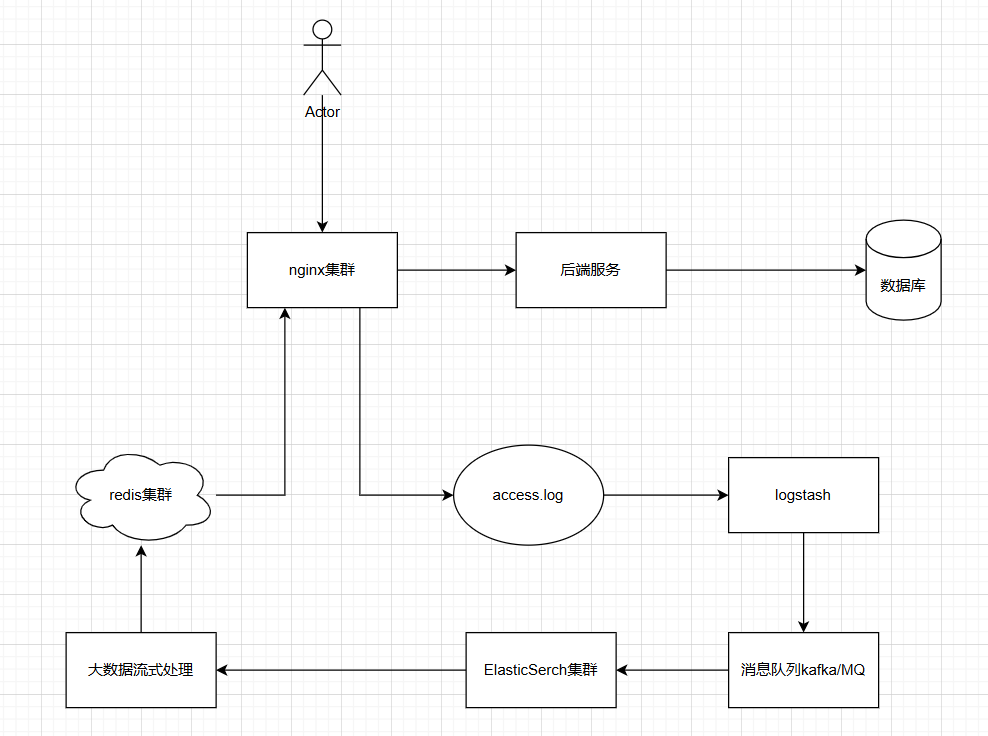 Actor
nginx集群
后端服务
数据库
redis集群
access.log
logstash
大数据流式处理
ElasticSerch集群
消息队列kafka/MQ